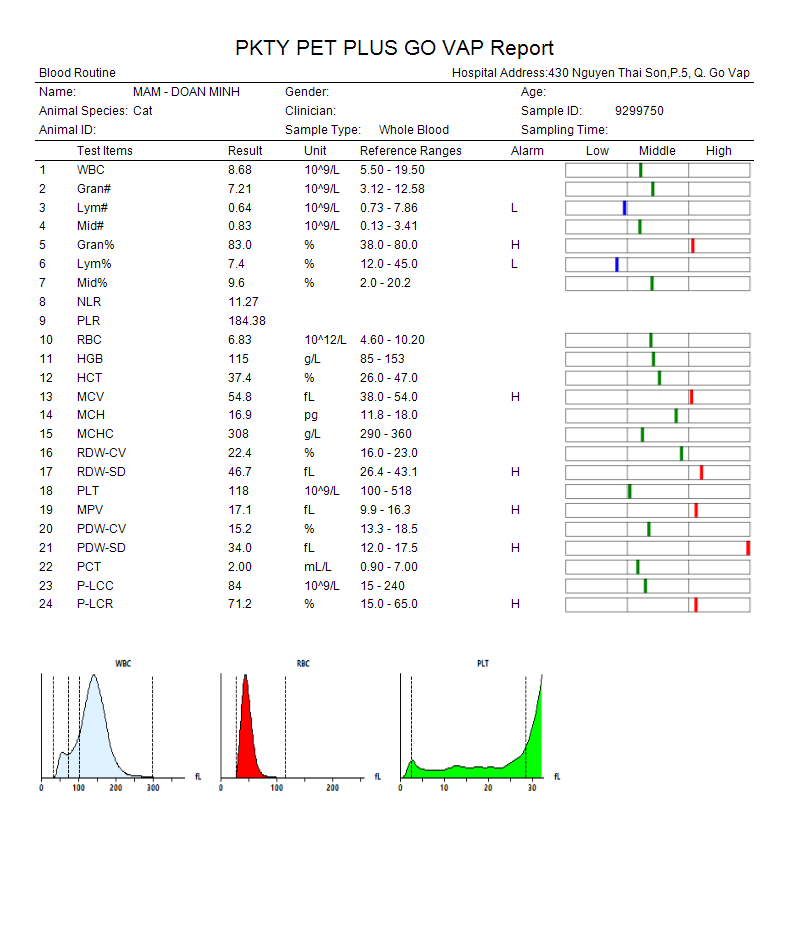 PKTY PET PLUS GO VAP Report
Blood Routine Hospital Address:430 Nguyen Thai Son,P.5, Q. Go Vap
Name: MAM - DOAN MINH Gender: Age:
Animal Species: Cat Clinician: Sample ID: 9299750
Animal ID: Sample Type: Whole Blood Sampling Time:
Test Items Result Unit Reference Ranges Alarm Low Middle High
1 WBC 8.68 10^9/L 5.50 - 19.50
2 Gran# 7.21 10^9/L 3.12 - 12.58
3 Lym# 0.64 10^9/L 0.73 - 7.86 L
4 Mid# 0.83 10^9/L 0.13 - 3.41
5 Gran% 83.0 % 38.0 - 80.0 H
6 Lym% 7.4 % 12.0 - 45.0 L
7 Mid% 9.6 % 2.0 - 20.2
8 NLR 11.27
9 PLR 184.38
10 RBC 6.83 10^12/L 4.60 - 10.20
11 HGB 115 g/L 85 - 153
12 HCT 37.4 % 26.0 - 47.0
13 MCV 54.8 fL 38.0 - 54.0 H
14 MCH 16.9 pg 11.8 - 18.0
15 MCHC 308 g/L 290 - 360
16 RDW-CV 22.4 % 16.0 - 23.0
17 RDW-SD 46.7 fL 26.4 - 43.1 H
18 PLT 118 10^9/L 100 - 518
19 MPV 17.1 fL 9.9 - 16.3 H
20 PDW-CV 15.2 % 13.3 - 18.5
21 PDW-SD 34.0 fL 12.0 - 17.5 H
22 PCT 2.00 mL/L 0.90 - 7.00
23 P-LCC 84 10^9/L 15 - 240
24 P-LCR 71.2 % 15.0 - 65.0 H
WBC RBC PLT
fL fL fL
0 100 200 300 0 100 200 0 10 20 30